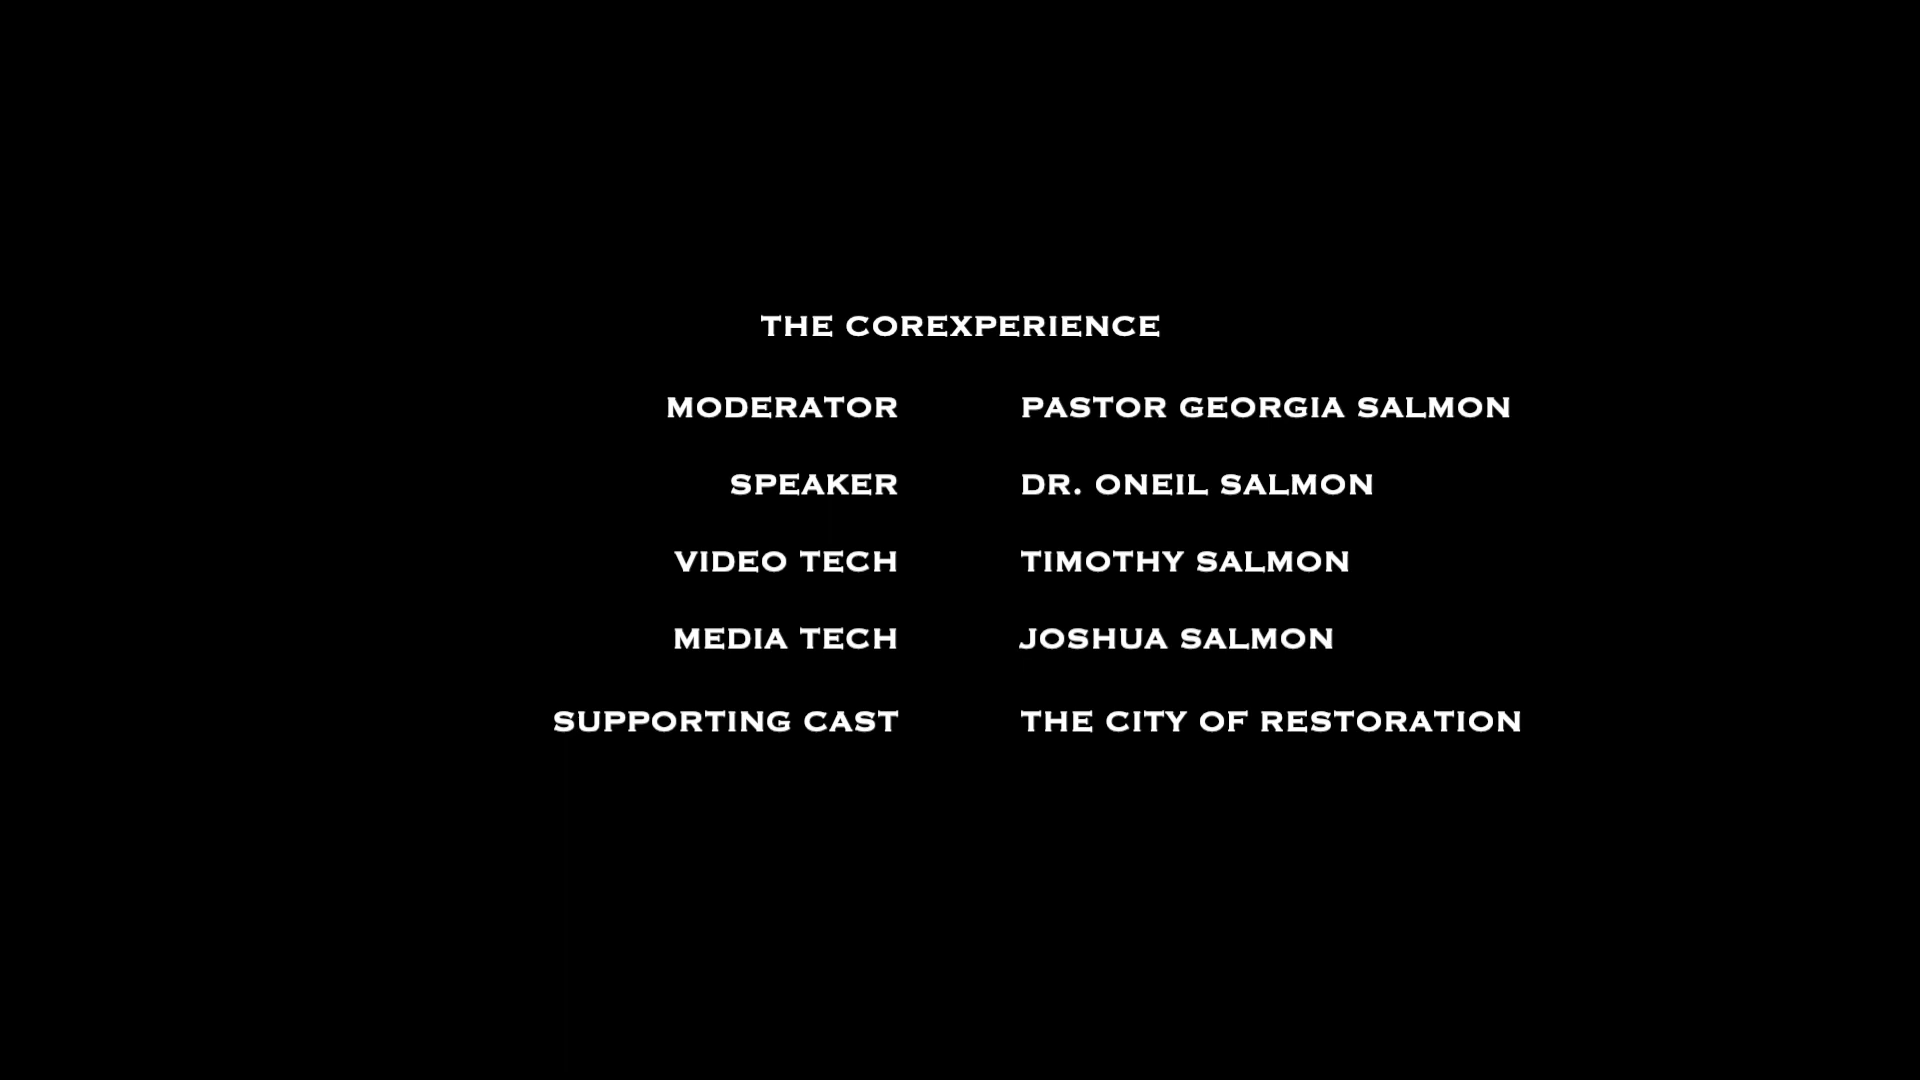 THE COREXPERIENCE
MODERATOR PASTOR GEORGIA SALMON
SPEAKER DR. ONEIL SALMON
VIDEO TECH TIMOTHY SALMON
MEDIA TECH JOSHUA SALMON
SUPPORTING CAST THE CITY OF RESTORATION